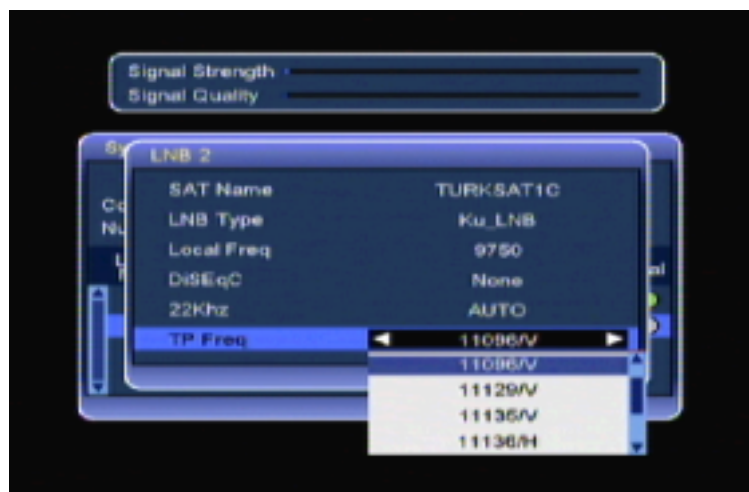 Signal Strength
Signal Quality
LNB 2
SAT Name TURKSAT1C
LNB Type Ku_LNB
Local Freq 9750
DiSEqC None
22Khz AUTO
TP Freq 11096/V
11096/V
11129/V
11135/V
11136/H